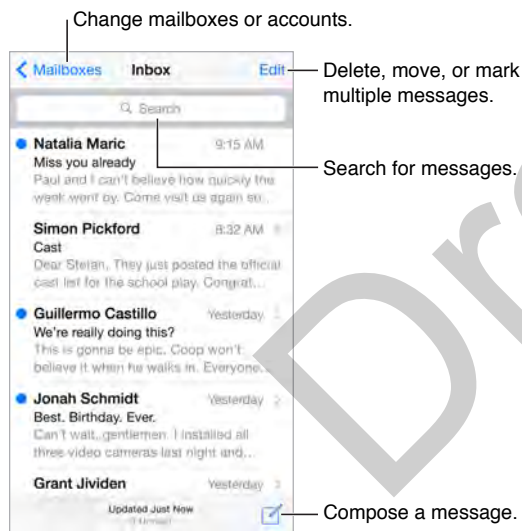 Change mailboxes or accounts.
Mailboxes Inbox Edit
Delete, move, or mark
multiple messages.
Search
Natalia Maric 9:15 AM
Miss you already
Paul and I can't believe how quickly the
week went by. Come visit us again so...
Search for messages.
Simon Pickford 8:32 AM
Cast
Dear Stefan, They just posted the official
cast list for the school play. Congrat...
Guillermo Castillo Yesterday
We're really doing this?
This is gonna be epic. Coop won't
believe it when he walks in. Everyone...
Jonah Schmidt Yesterday
Best. Birthday. Ever.
Can't wait, gentlemen. I installed all
three video cameras last night and...
Grant Jividen Yesterday
Updated Just Now
Unread
Compose a message.